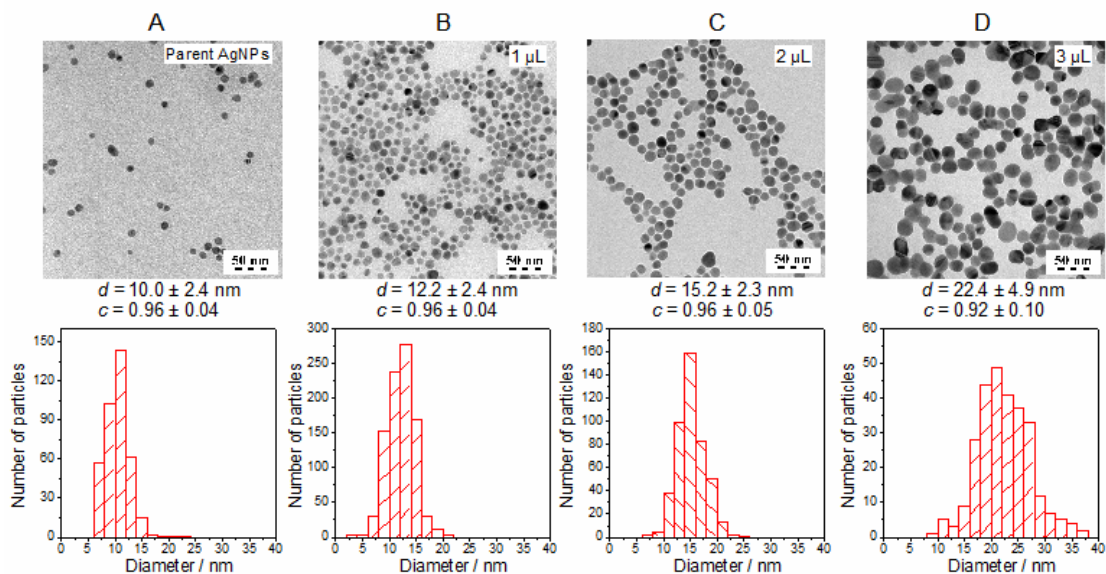 A
B
C
D
Parent AgNPs
1 µL
2 µL
3 µL
50 nm
50 nm
50 nm
50 nm
d = 10.0 ± 2.4 nm
c = 0.96 ± 0.04
d = 12.2 ± 2.4 nm
c = 0.96 ± 0.04
d = 15.2 ± 2.3 nm
c = 0.96 ± 0.05
d = 22.4 ± 4.9 nm
c = 0.92 ± 0.10
Number of particles
150
120
90
60
30
0
0 5 10 15 20 25 30 35 40
Diameter / nm
Number of particles
300
250
200
150
100
50
0
0 5 10 15 20 25 30 35 40
Diameter / nm
Number of particles
180
160
140
120
100
80
60
40
20
0
0 5 10 15 20 25 30 35 40
Diameter / nm
Number of particles
60
50
40
30
20
10
0
0 5 10 15 20 25 30 35 40
Diameter / nm